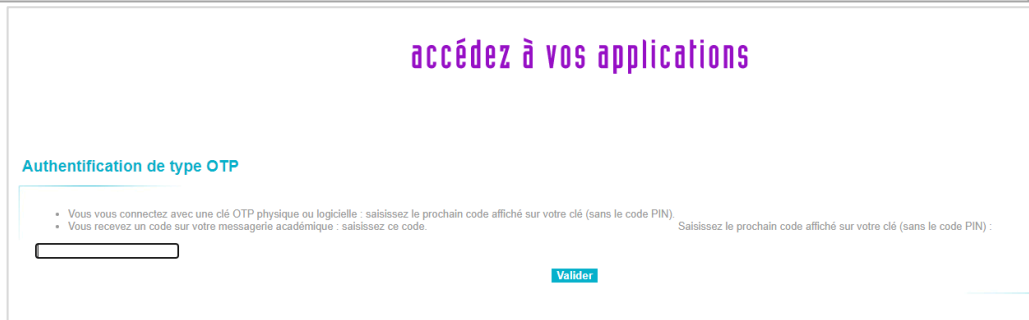 accédez à vos applications
Authentification de type OTP
Vous vous connectez avec une clé OTP physique ou logicielle : saisissez le prochain code affiché sur votre clé (sans le code PIN).
Vous recevez un code sur votre messagerie académique : saisissez ce code.
Saisissez le prochain code affiché sur votre clé (sans le code PIN) :
Valider